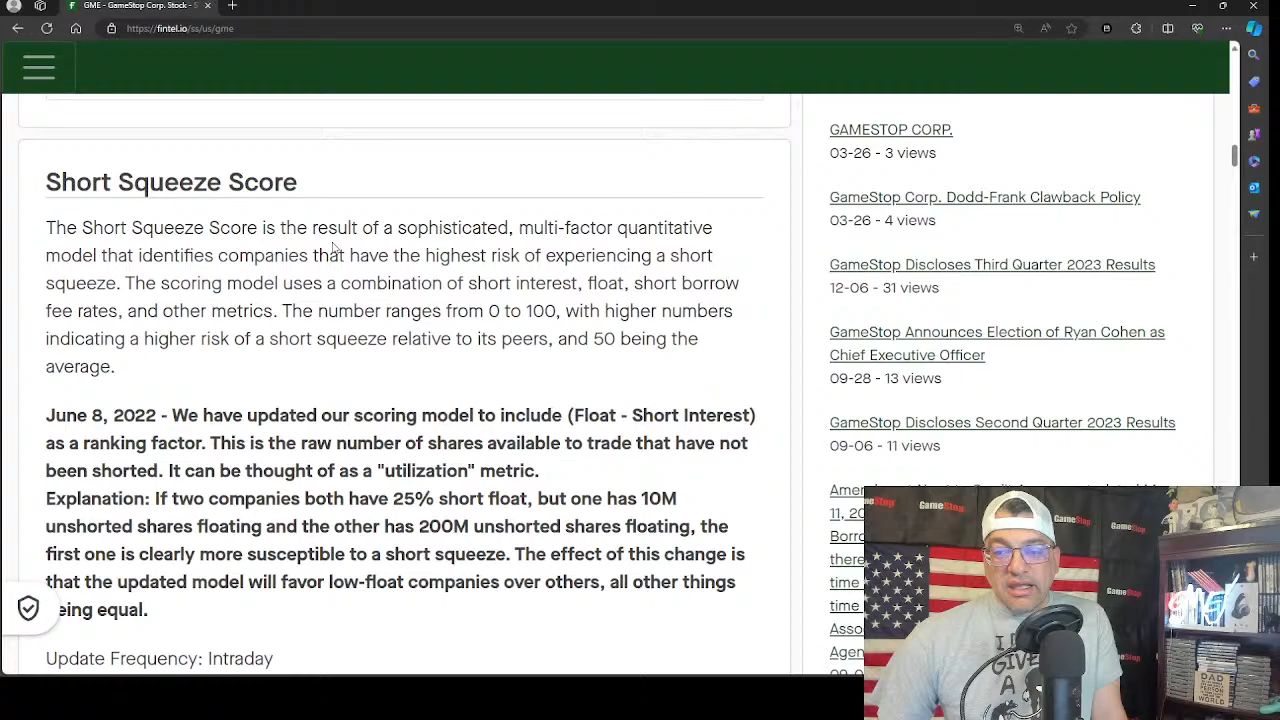 GME - GameStop Corp. Stock - S
https://fintel.io/ss/us/gme
Short Squeeze Score
The Short Squeeze Score is the result of a sophisticated, multi-factor quantitative
model that identifies companies that have the highest risk of experiencing a short
squeeze. The scoring model uses a combination of short interest, float, short borrow
fee rates, and other metrics. The number ranges from 0 to 100, with higher numbers
indicating a higher risk of a short squeeze relative to its peers, and 50 being the
average.
June 8, 2022 - We have updated our scoring model to include (Float - Short Interest)
as a ranking factor. This is the raw number of shares available to trade that have not
been shorted. It can be thought of as a "utilization" metric.
Explanation: If two companies both have 25% short float, but one has 10M
unshorted shares floating and the other has 200M unshorted shares floating, the
first one is clearly more susceptible to a short squeeze. The effect of this change is
that the updated model will favor low-float companies over others, all other things
being equal.
Update Frequency: Intraday
GAMESTOP CORP.
03-26 - 3 views
GameStop Corp. Dodd-Frank Clawback Policy
03-26 - 4 views
GameStop Discloses Third Quarter 2023 Results
12-06 - 31 views
GameStop Announces Election of Ryan Cohen as
Chief Executive Officer
09-28 - 13 views
GameStop Discloses Second Quarter 2023 Results
09-06 - 11 views
11, 20
Borro
there
time
time
Asso
Agen
GameStop
GameStop
GameStop
GameStop
I
GIVE
A
DAD
WORLD